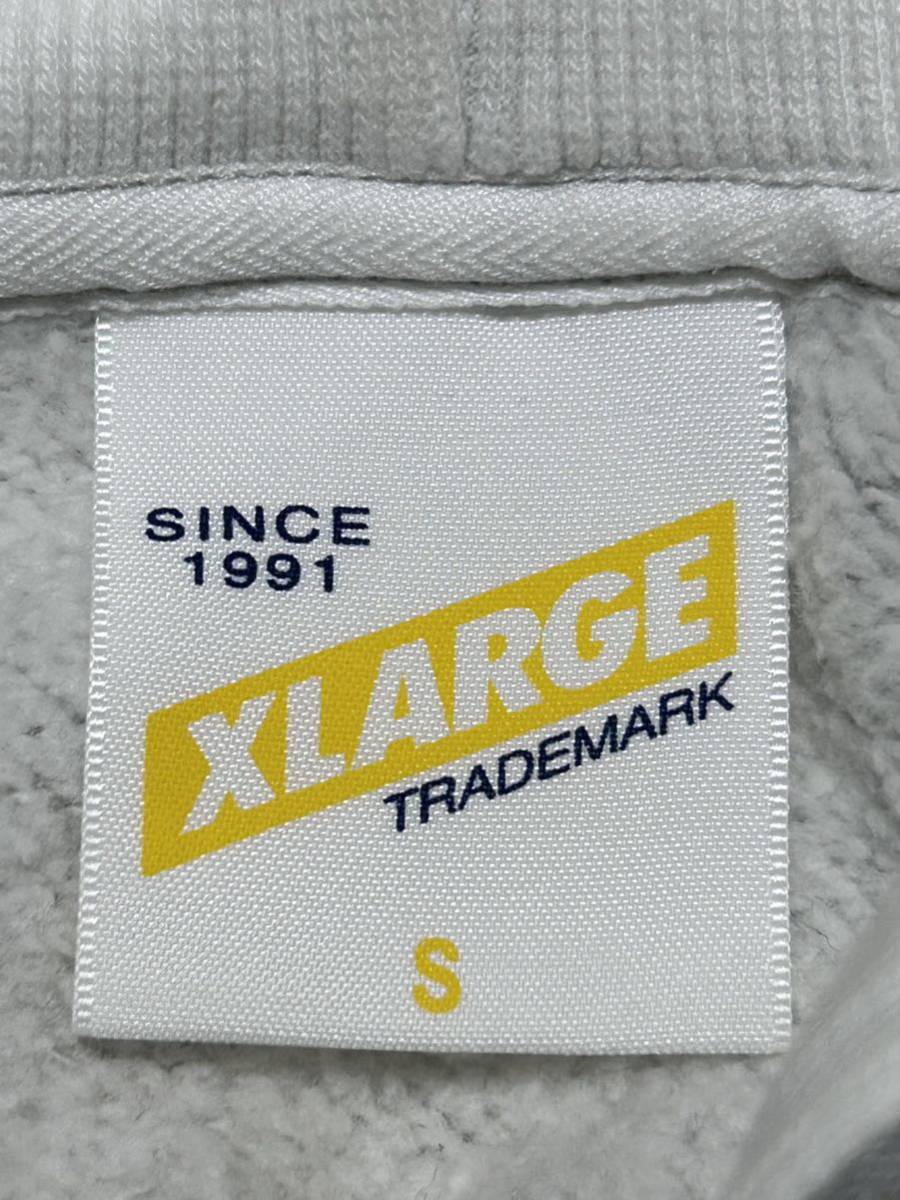 SINCE
1991
XLARGE
TRADEMARK
S